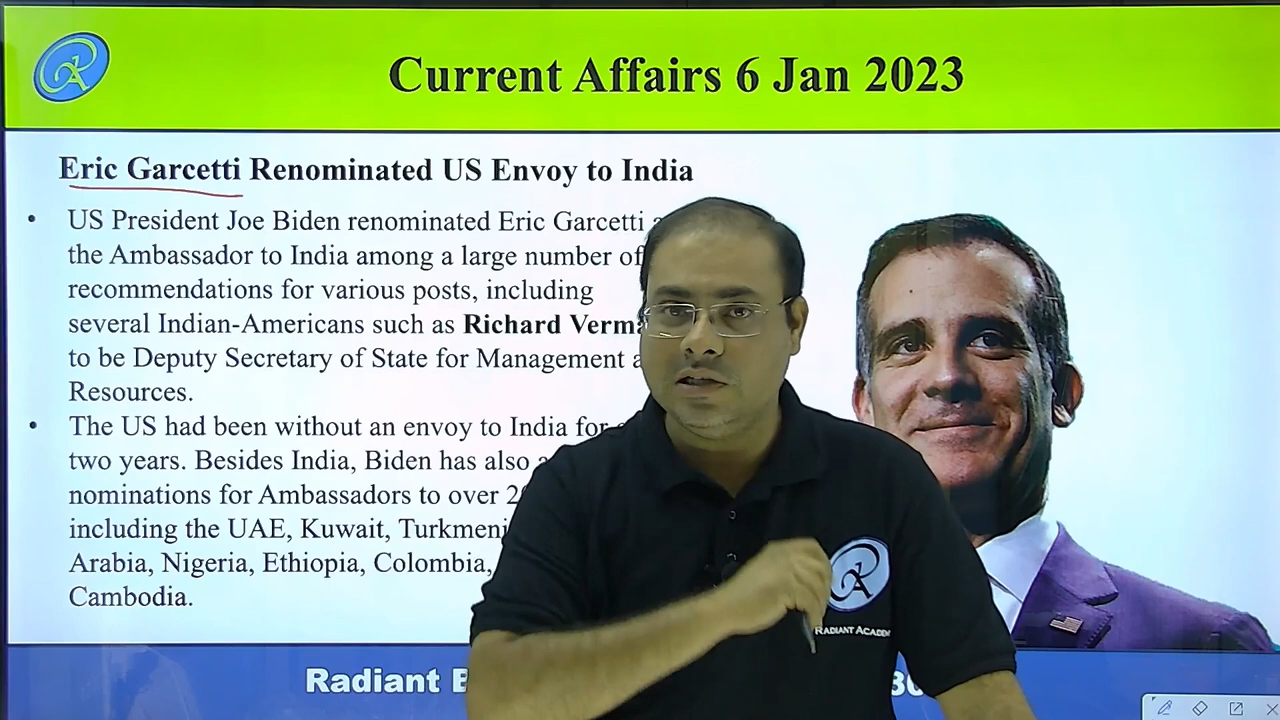 Current Affairs 6 Jan 2023
Eric Garcetti Renominated US Envoy to India
• US President Joe Biden renominated Eric Garcetti
the Ambassador to India among a large number of
recommendations for various posts, including
several Indian-Americans such as Richard Verma
to be Deputy Secretary of State for Management
Resources.
• The US had been without an envoy to India for
two years. Besides India, Biden has also
nominations for Ambassadors to over
including the UAE, Kuwait,
Arabia, Nigeria, Ethiopia, Colombia,
Cambodia.
RADIANT
Radiant